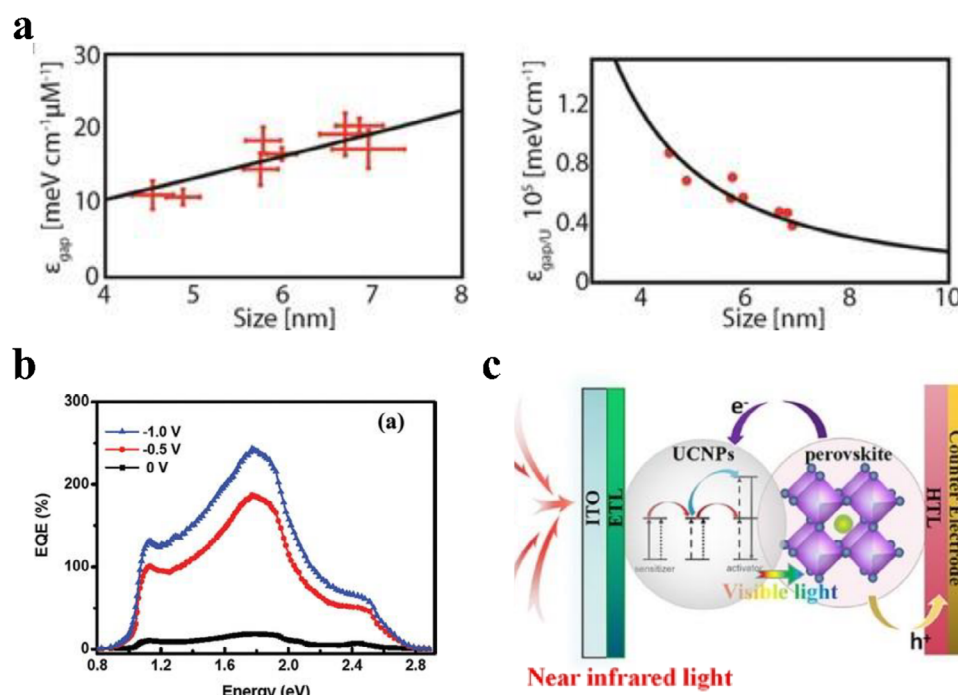 a
30
20
10
0
4 5 6 7 8
ε_gap [meV cm⁻¹μM⁻¹]
Size [nm]
1.2
0.8
0.4
0
4 6 8 10
ε_gap/U 10⁵ [meV cm⁻¹]
Size [nm]
b
(a)
300
250
100
0
-1.0 V
-0.5 V
0 V
EQE (%)
0.8 1.2 1.6 2.0 2.4 2.8
Energy (eV)
c
ITO
ETL
e⁻
UCNPs
perovskite
sensitizer
activator
Visible light
h⁺
HTL
Counter Electrode
Near infrared light